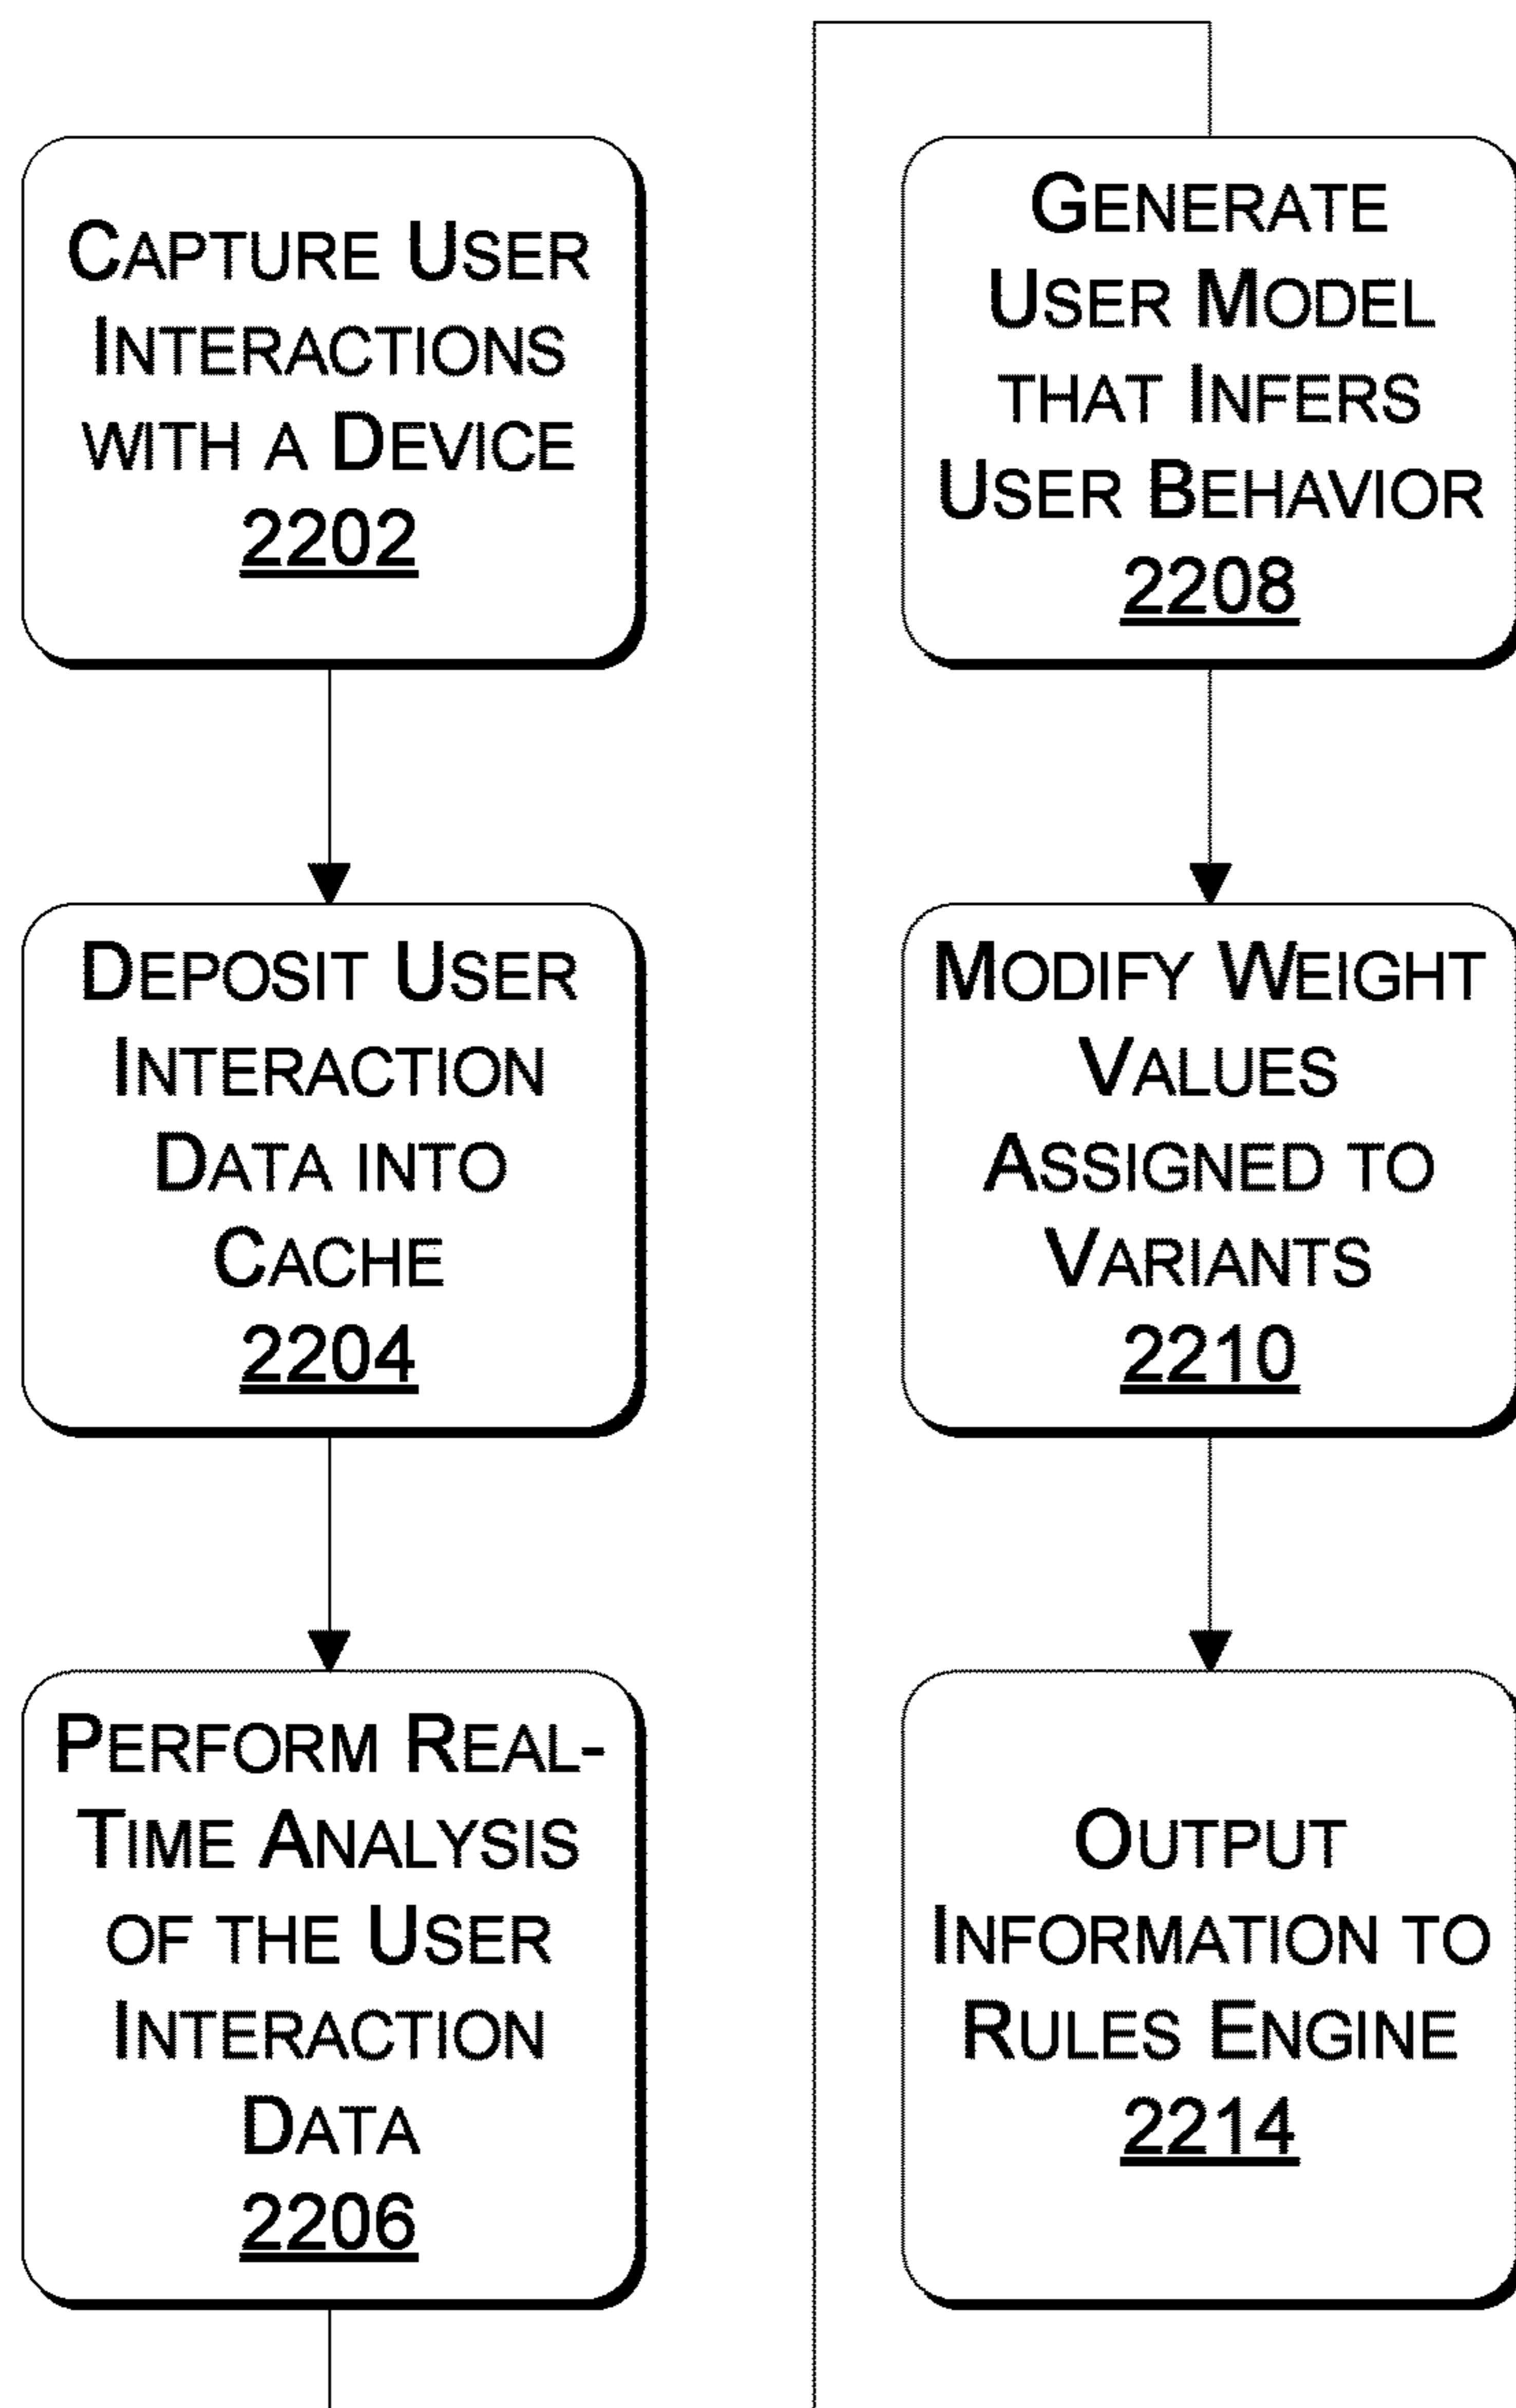 CAPTURE USER
INTERACTIONS
WITH A DEVICE
2202
DEPOSIT USER
INTERACTION
DATA INTO
CACHE
2204
PERFORM REAL-
TIME ANALYSIS
OF THE USER
INTERACTION
DATA
2206
GENERATE
USER MODEL
THAT INFERS
USER BEHAVIOR
2208
MODIFY WEIGHT
VALUES
ASSIGNED TO
VARIANTS
2210
OUTPUT
INFORMATION TO
RULES ENGINE
2214